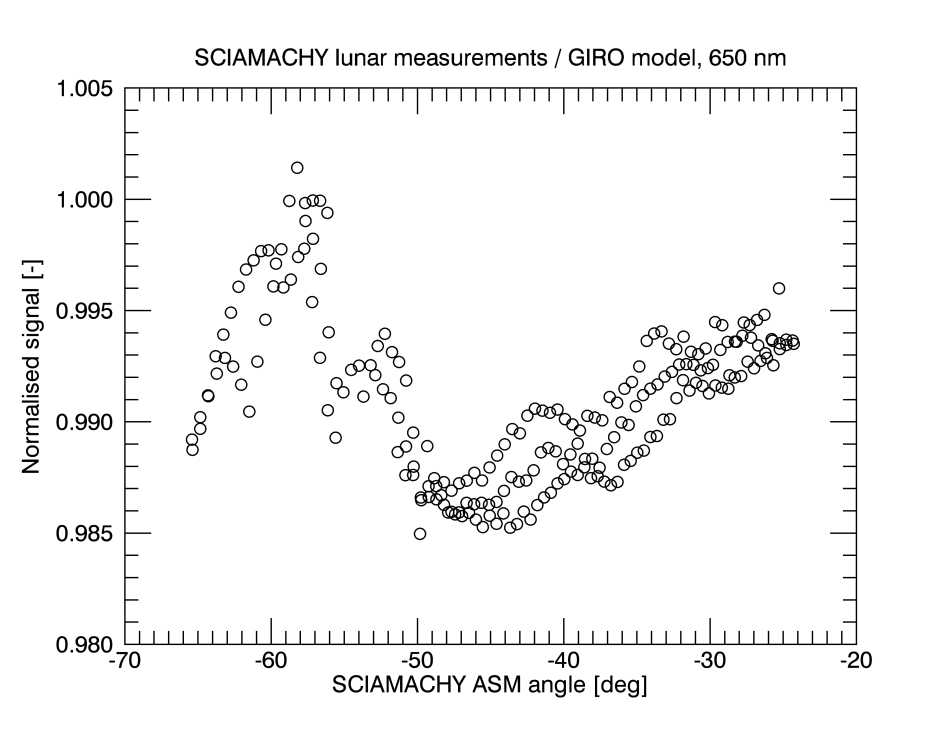 SCIAMACHY lunar measurements / GIRO model, 650 nm
1.005
1.000
0.995
0.990
0.985
0.980
Normalised signal [-]
-70 -60 -50 -40 -30 -20
SCIAMACHY ASM angle [deg]